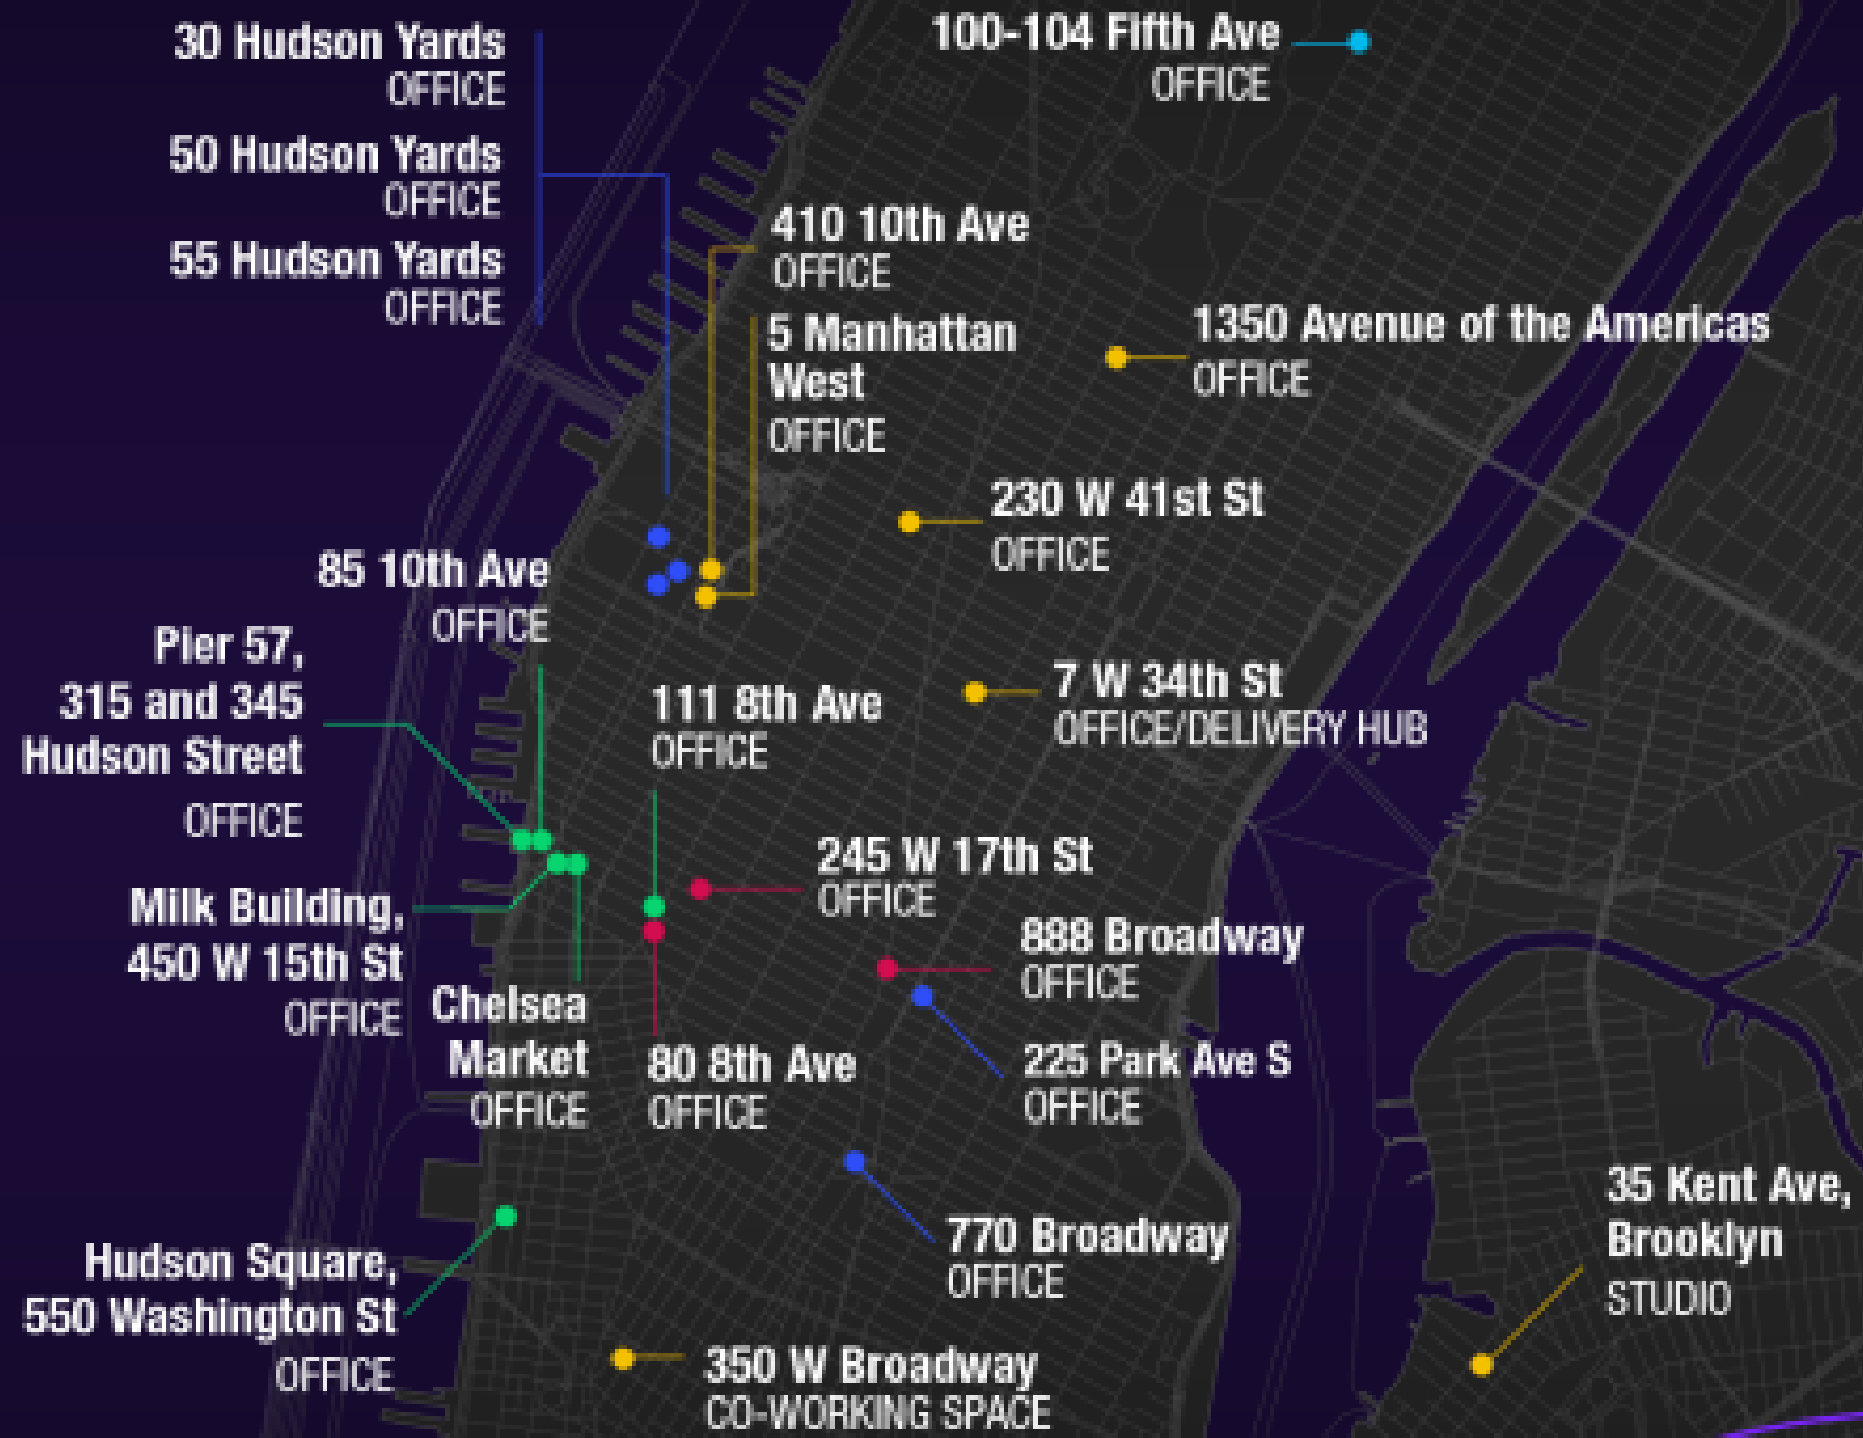 30 Hudson Yards
OFFICE
50 Hudson Yards
OFFICE
55 Hudson Yards
OFFICE
100-104 Fifth Ave
OFFICE
410 10th Ave
OFFICE
5 Manhattan
West
OFFICE
1350 Avenue of the Americas
OFFICE
230 W 41st St
OFFICE
85 10th Ave
OFFICE
Pier 57,
315 and 345
Hudson Street
OFFICE
111 8th Ave
OFFICE
7 W 34th St
OFFICE/DELIVERY HUB
245 W 17th St
OFFICE
Milk Building,
450 W 15th St
OFFICE
888 Broadway
OFFICE
Chelsea
Market
OFFICE
80 8th Ave
OFFICE
225 Park Ave S
OFFICE
770 Broadway
OFFICE
35 Kent Ave,
Brooklyn
STUDIO
Hudson Square,
550 Washington St
OFFICE
350 W Broadway
CO-WORKING SPACE